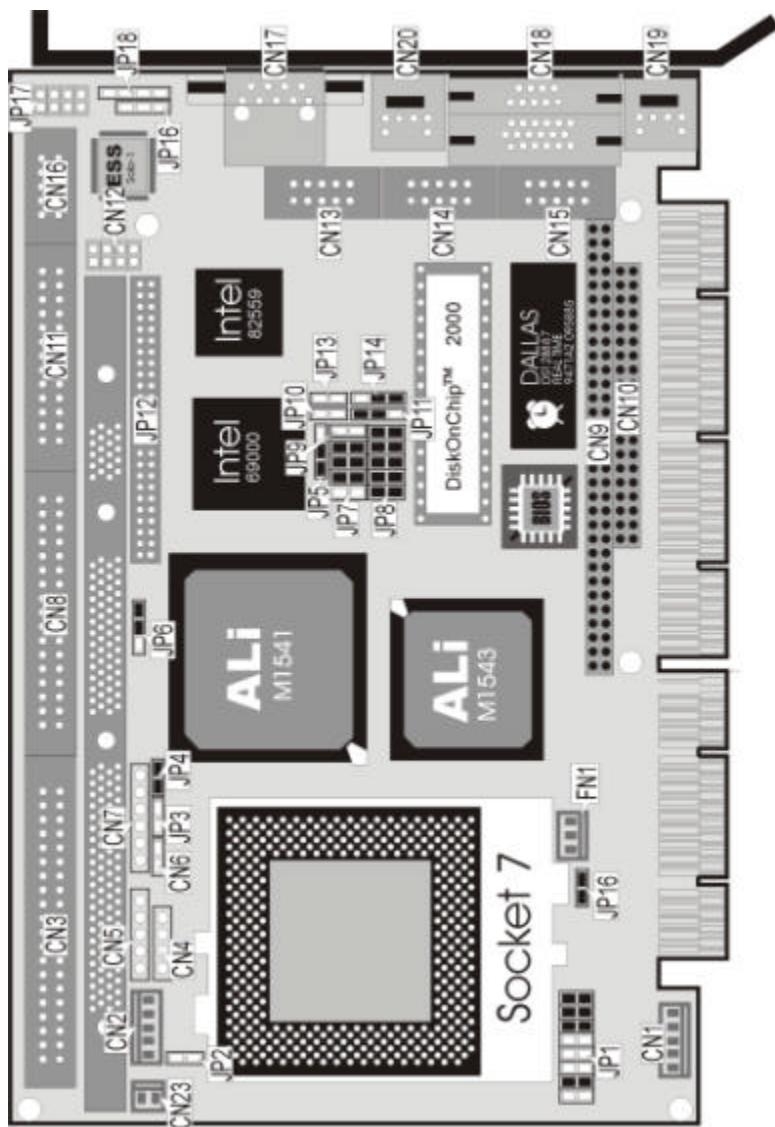 JP17
JP18
CN17
CN20
CN18
CN19
CN16
ESS
Solo-1
JP16
CN12
CN13
CN14
CN15
CN11
JP12
Intel
82559
JP13
JP14
JP10
JP11
DiskOnChip™ 2000
DALLAS
CN9
CN10
Intel
69000
JP9
JP5
JP7
JP8
BIOS
CN8
JP6
ALi
M1541
ALi
M1543
CN7
JP4
JP3
CN6
FN1
CN3
CN5
CN4
Socket 7
JP16
CN2
JP2
JP1
CN1
CN23